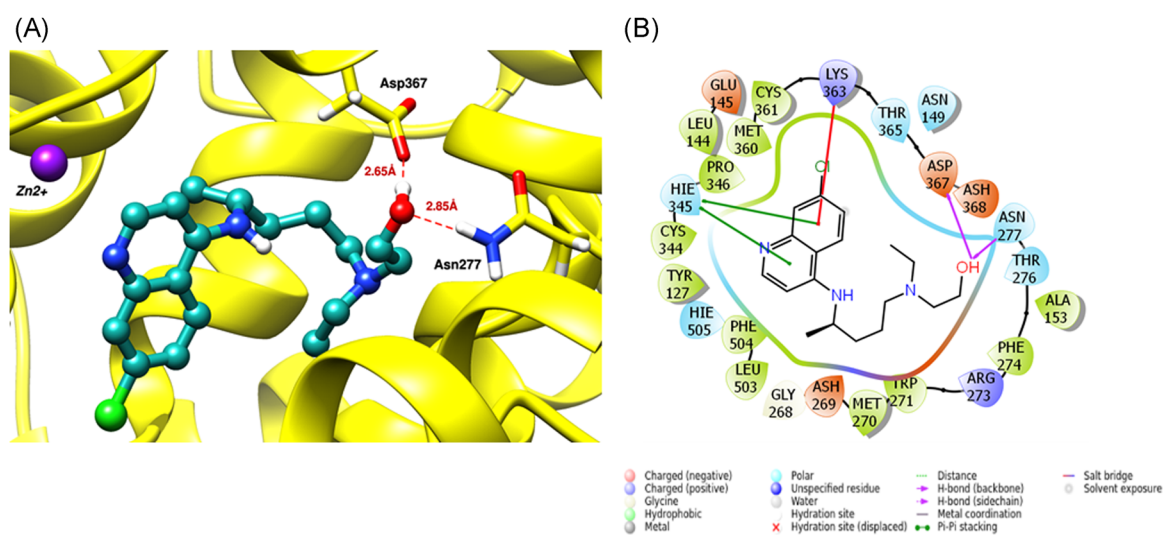 (A)
(B)
Asp367
2.65Å
2.85Å
Asn277
Zn2+
LYS
363
GLU
145
CYS
361
THR
365
ASN
149
LEU
144
MET
360
ASP
367
ASH
368
PRO
346
HIE
345
ASN
277
CYS
344
THR
276
TYR
127
ALA
153
HIE
505
PHE
504
PHE
274
LEU
503
ARG
273
GLY
268
ASH
269
MET
270
TRP
271
Cl
N
NH
N
OH
Charged (negative)
Charged (positive)
Glycine
Hydrophobic
Metal
Polar
Unspecified residue
Water
Hydration site
Hydration site (displaced)
Distance
H-bond (backbone)
H-bond (sidechain)
Metal coordination
Pi-Pi stacking
Salt bridge
Solvent exposure